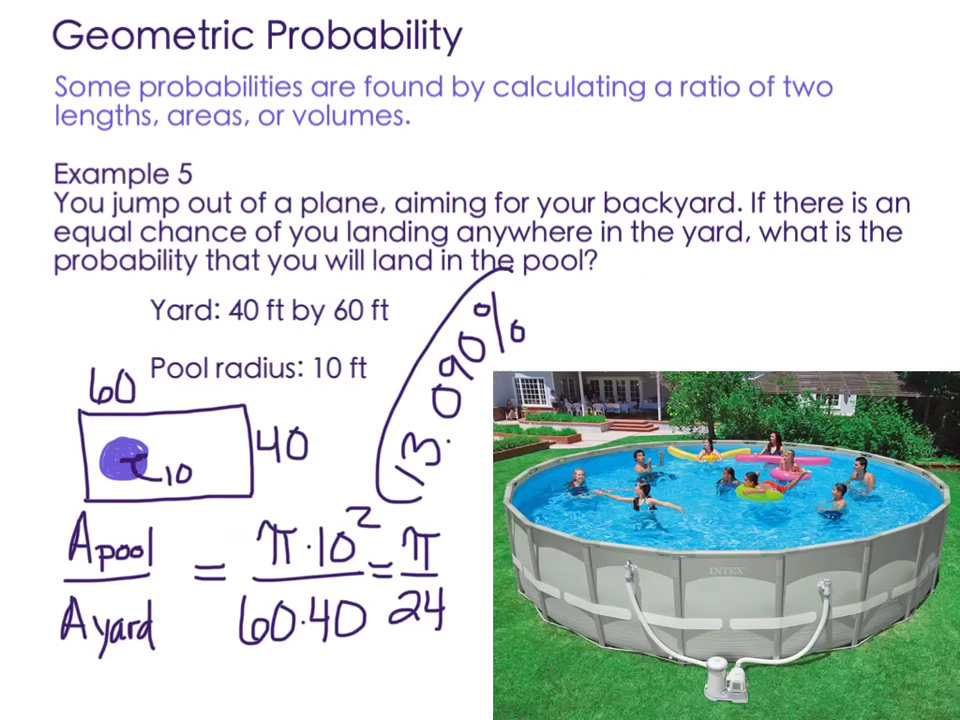 Geometric Probability
Some probabilities are found by calculating a ratio of two
lengths, areas, or volumes.
Example 5
You jump out of a plane, aiming for your backyard. If there is an
equal chance of you landing anywhere in the yard, what is the
probability that you will land in the pool?
Yard: 40 ft by 60 ft
Pool radius: 10 ft
13.090%
60
40
10
A pool / A yard = π·10² / 60·40 = π / 24
INTEX